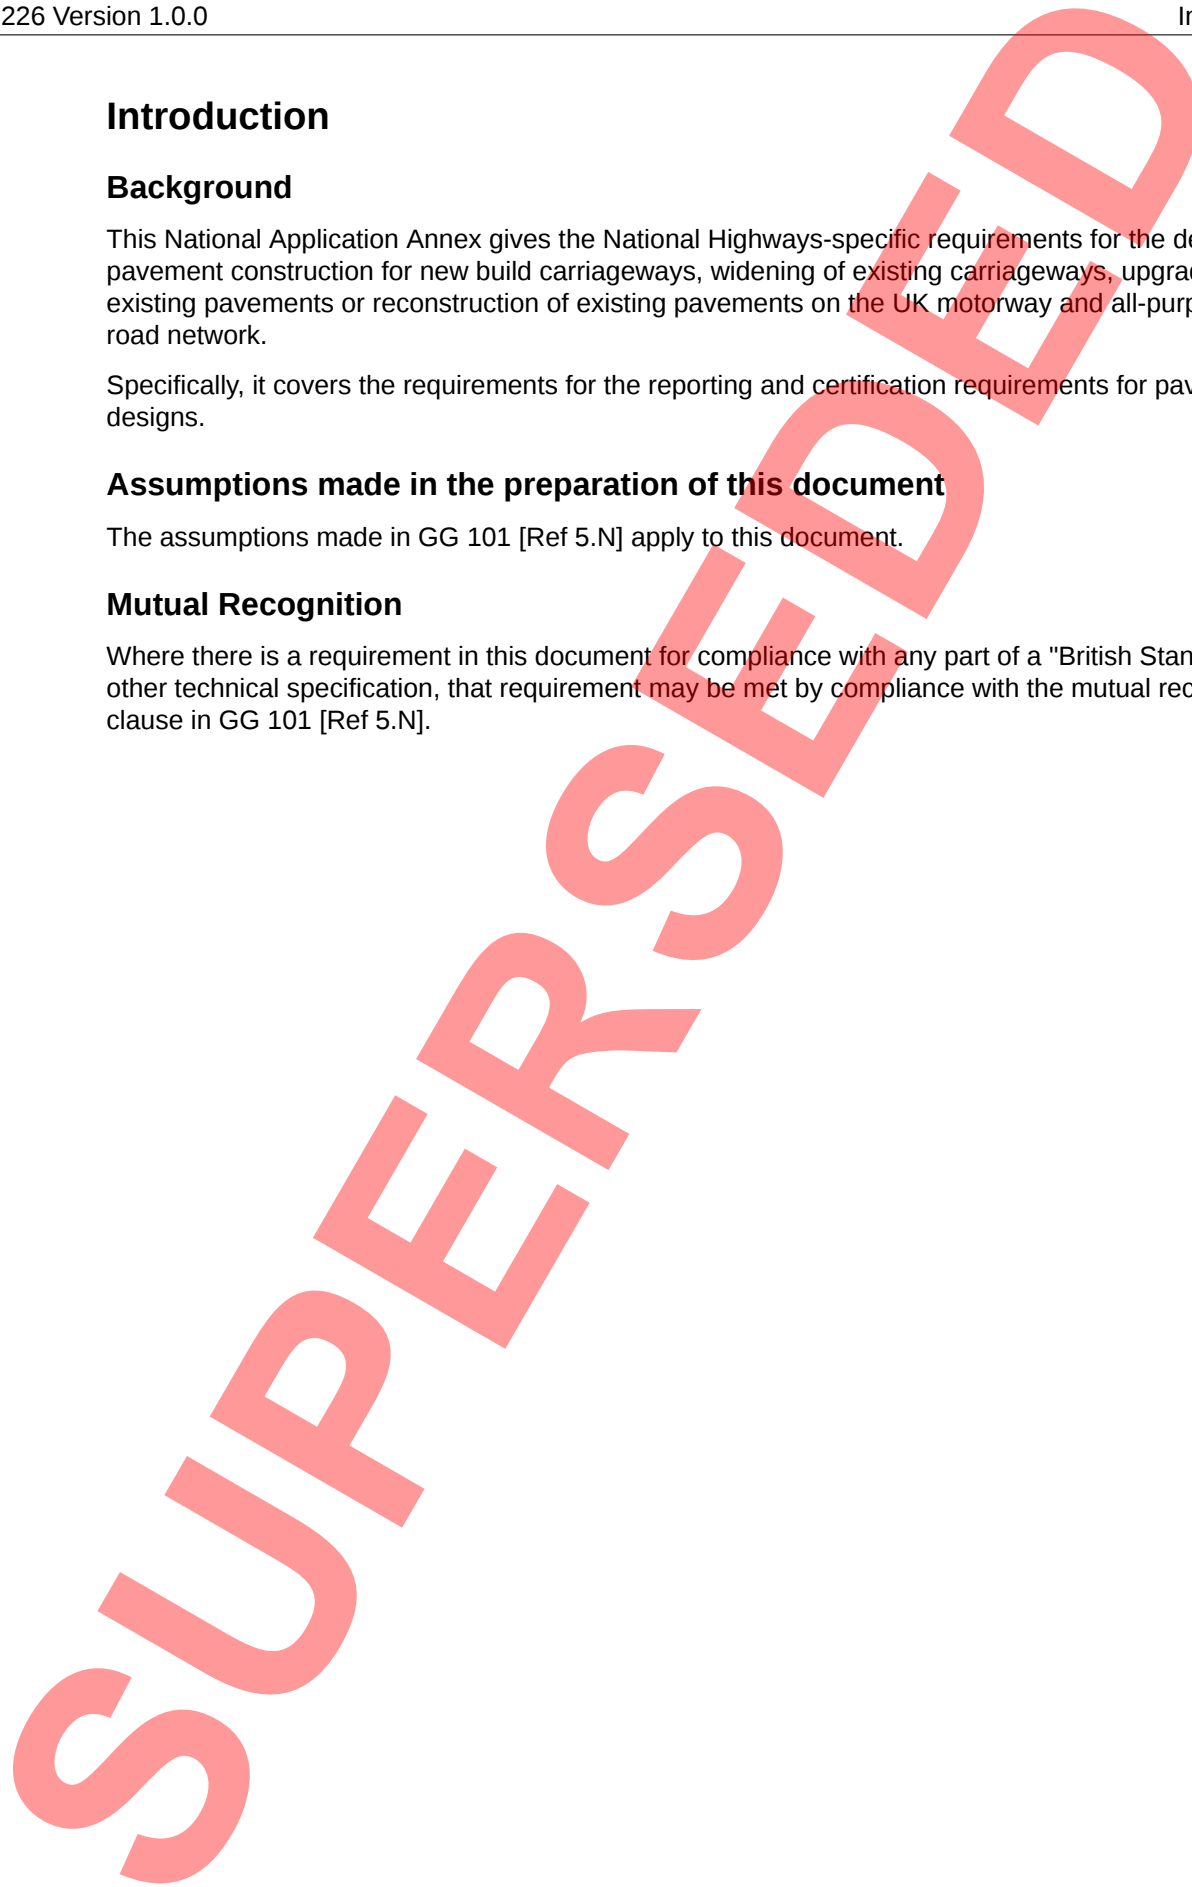 226 Version 1.0.0
Introduction
Background
This National Application Annex gives the National Highways-specific requirements for the
pavement construction for new build carriageways, widening of existing carriageways,
existing pavements or reconstruction of existing pavements on the UK motorway and
road network.
Specifically, it covers the requirements for the reporting and certification requirements for
designs.
Assumptions made in the preparation of this document
The assumptions made in GG 101 [Ref 5.N] apply to this document.
Mutual Recognition
Where there is a requirement in this document for compliance with any part of a "British
other technical specification, that requirement may be met by compliance with the mutual
clause in GG 101 [Ref 5.N].
SUPERSEDED